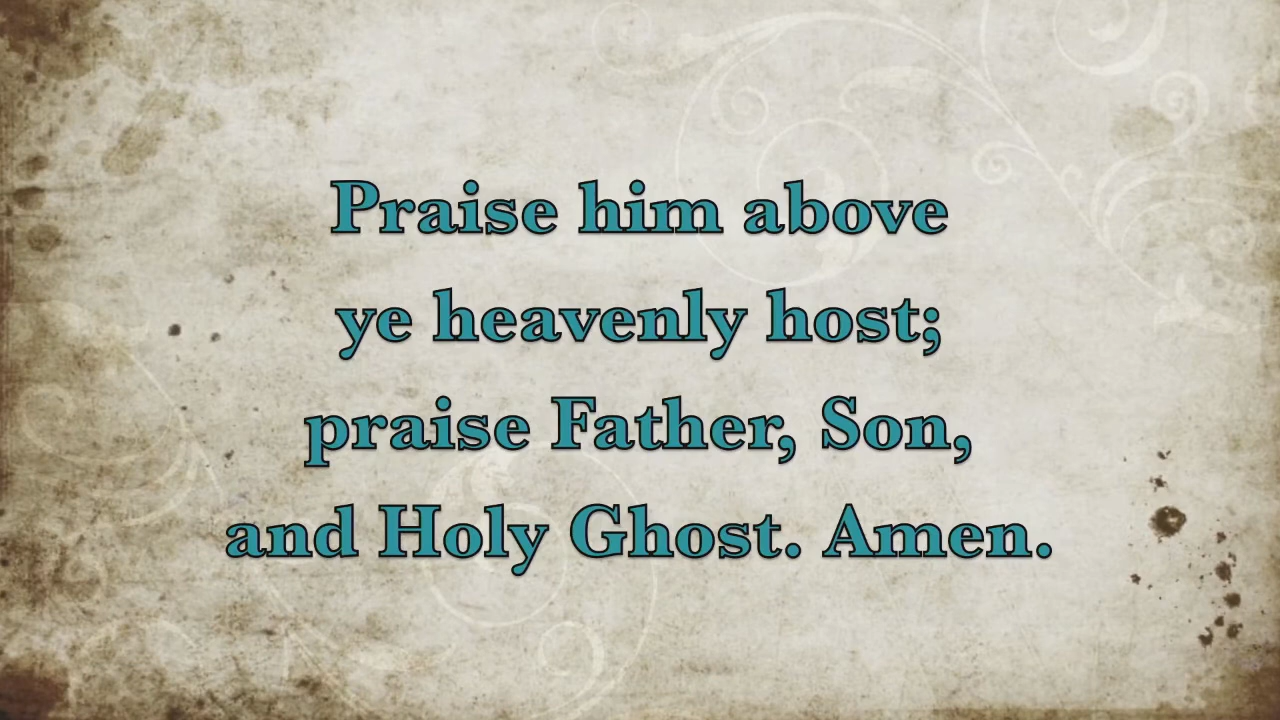 Praise him above
ye heavenly host;
praise Father, Son,
and Holy Ghost. Amen.